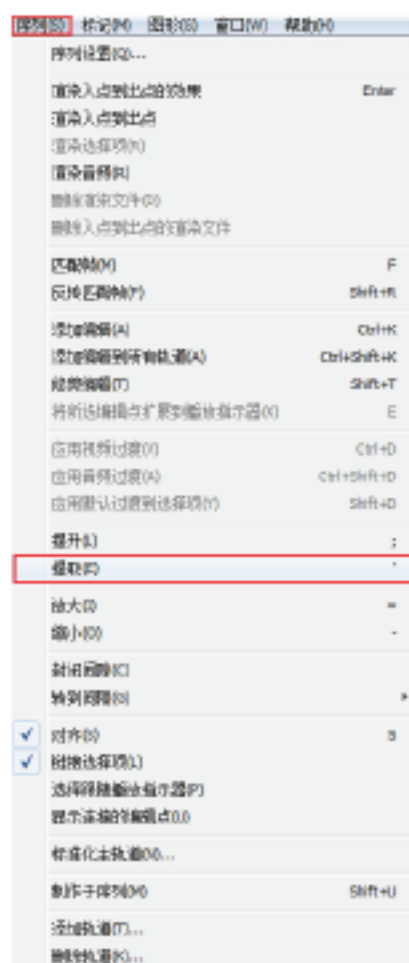 序列(S) 标记(M) 图形(G) 窗口(W) 帮助(H)
序列设置(Q)...
渲染入点到出点的效果 Enter
渲染入点到出点
渲染选择项(R)
渲染音频(R)
删除渲染文件(D)
删除入点到出点的渲染文件
匹配帧(M) F
反转匹配帧(F) Shift+R
添加编辑(A) Ctrl+K
添加编辑到所有轨道(A) Ctrl+Shift+K
修剪编辑(T) Shift+T
将所选编辑点扩展到播放指示器(X) E
应用视频过渡(V) Ctrl+D
应用音频过渡(A) Ctrl+Shift+D
应用默认过渡到选择项(Y) Shift+D
提升(L) ;
提取(E) '
放大(I) =
缩小(O) -
封闭间隙(C)
转到间隔(G)
对齐(S) S
链接选择项(L)
选择跟随播放指示器(P)
显示连接的编辑点(U)
标准化主轨道(N)...
制作子序列(M) Shift+U
添加轨道(T)...
删除轨道(K)...